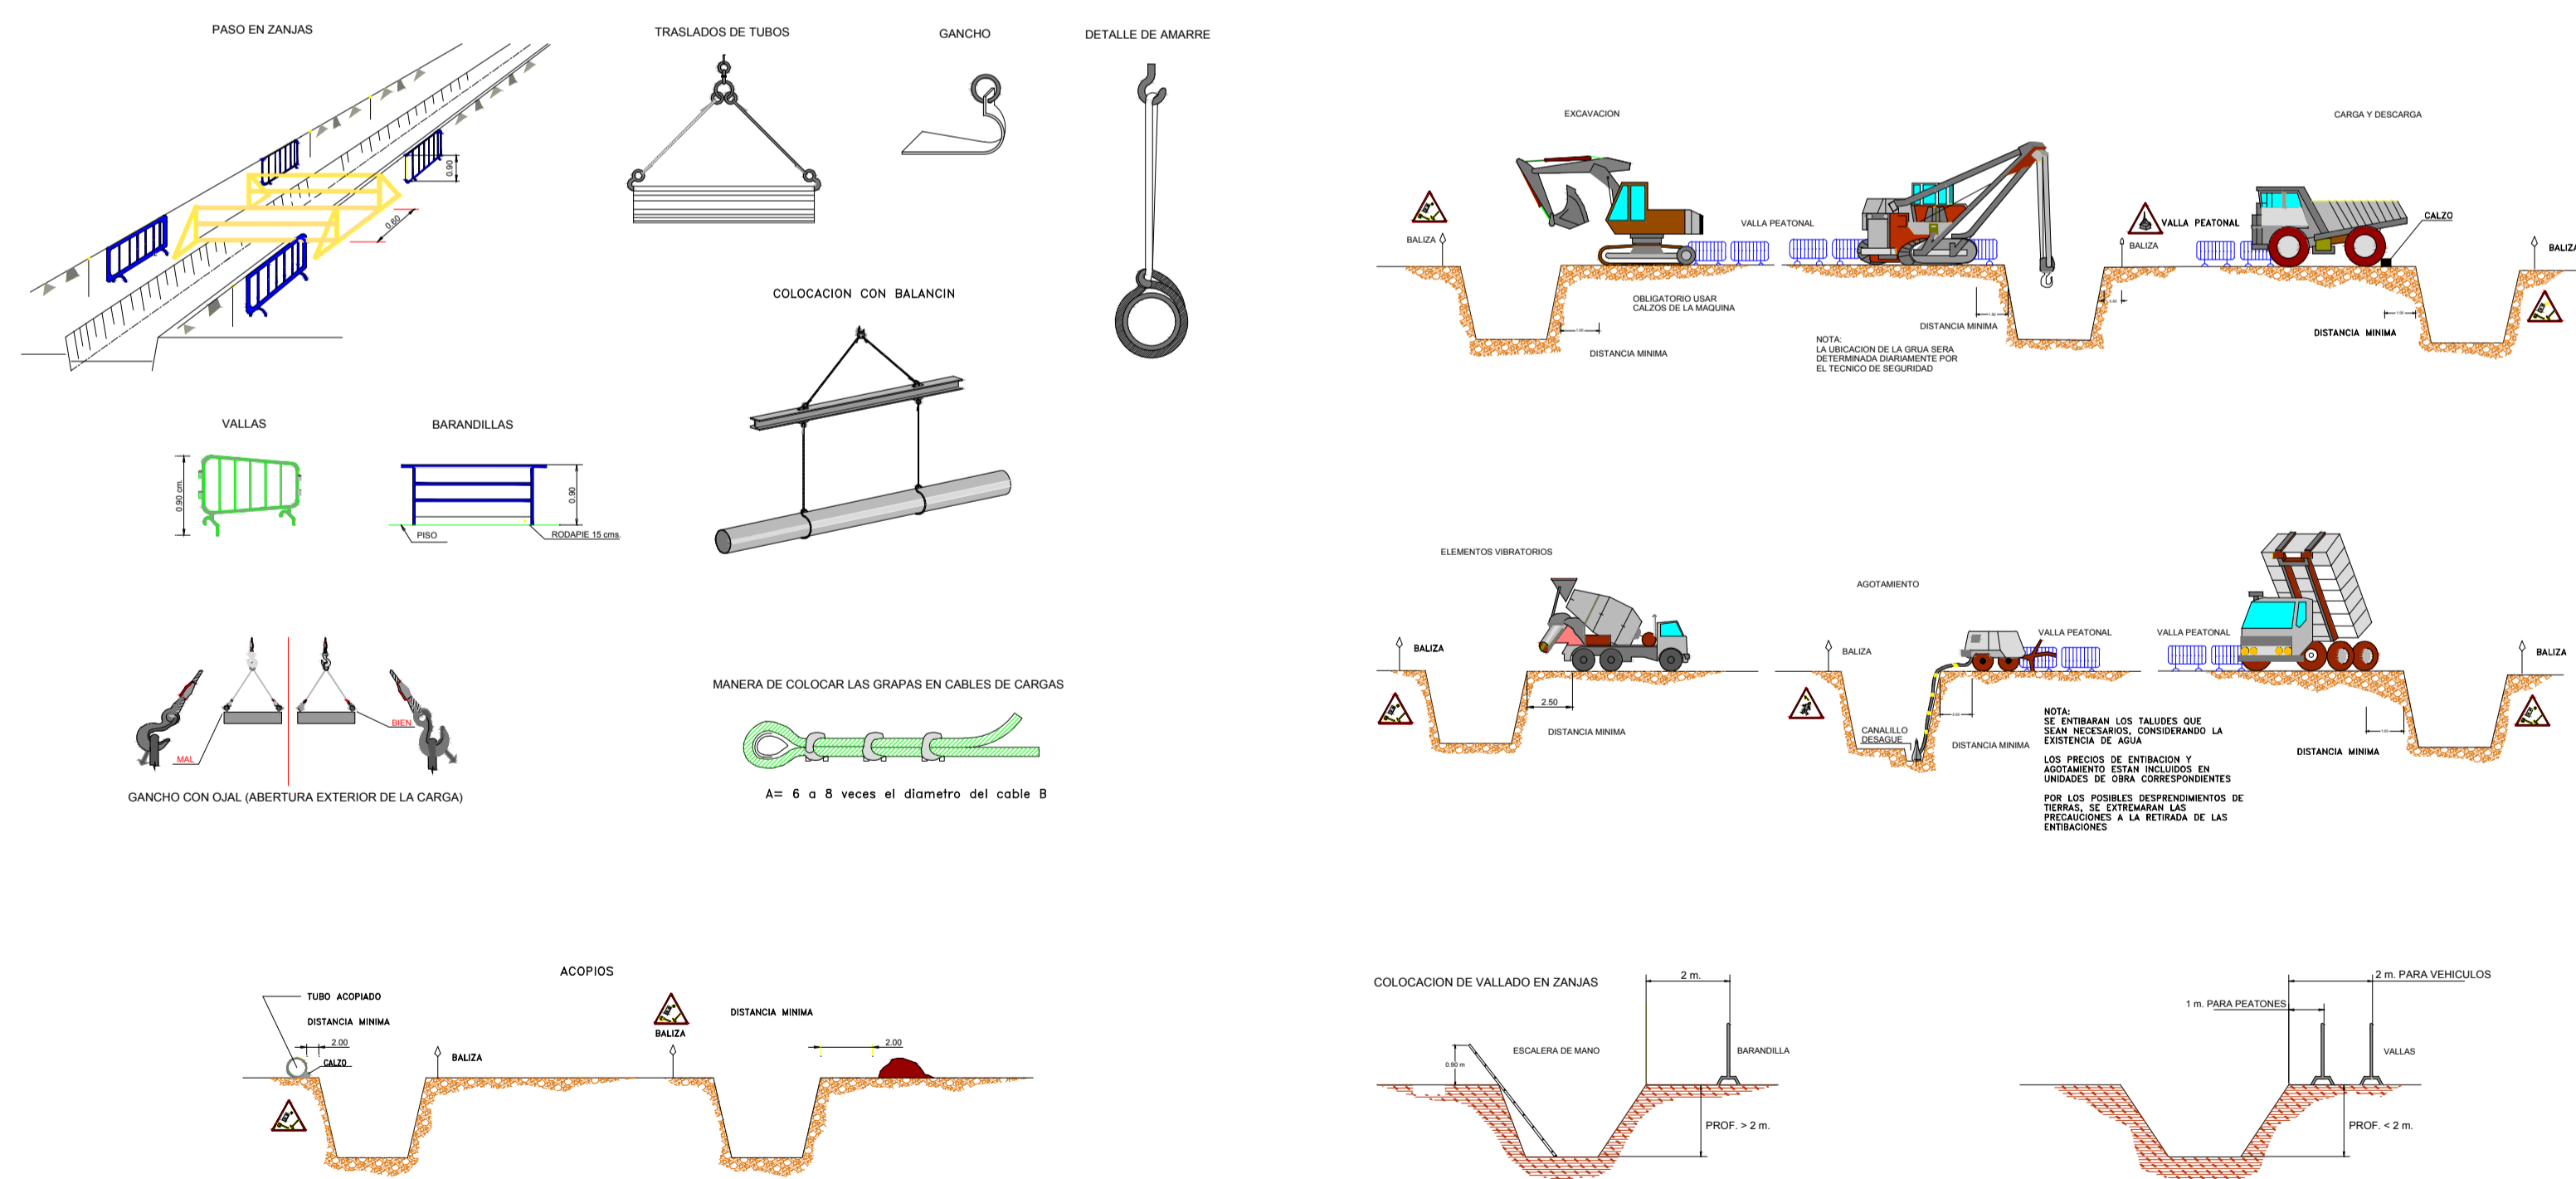 PASO EN ZANJAS
0.90
0.60
TRASLADOS DE TUBOS
GANCHO
DETALLE DE AMARRE
COLOCACION CON BALANCIN
VALLAS
0.90 cm.
BARANDILLAS
0.90
PISO
RODAPIE 15 cms.
MAL
BIEN
GANCHO CON OJAL (ABERTURA EXTERIOR DE LA CARGA)
MANERA DE COLOCAR LAS GRAPAS EN CABLES DE CARGAS
A= 6 a 8 veces el diametro del cable B
ACOPIOS
TUBO ACOPIADO
DISTANCIA MINIMA
2.00
CALZO
BALIZA
BALIZA
DISTANCIA MINIMA
2.00
EXCAVACION
BALIZA
VALLA PEATONAL
OBLIGATORIO USAR
CALZOS DE LA MAQUINA
DISTANCIA MINIMA
DISTANCIA MINIMA
NOTA:
LA UBICACION DE LA GRUA SERA
DETERMINADA DIARIAMENTE POR
EL TECNICO DE SEGURIDAD
CARGA Y DESCARGA
VALLA PEATONAL
BALIZA
CALZO
BALIZA
DISTANCIA MINIMA
ELEMENTOS VIBRATORIOS
BALIZA
2.50
DISTANCIA MINIMA
AGOTAMIENTO
BALIZA
VALLA PEATONAL
CANALILLO
DESAGUE
DISTANCIA MINIMA
VALLA PEATONAL
BALIZA
DISTANCIA MINIMA
NOTA:
SE ENTIBARAN LOS TALUDES QUE
SEAN NECESARIOS, CONSIDERANDO LA
EXISTENCIA DE AGUA
LOS PRECIOS DE ENTIBACION Y
AGOTAMIENTO ESTAN INCLUIDOS EN
UNIDADES DE OBRA CORRESPONDIENTES
POR LOS POSIBLES DESPRENDIMIENTOS DE
TIERRAS, SE EXTREMARAN LAS
PRECAUCIONES A LA RETIRADA DE LAS
ENTIBACIONES
COLOCACION DE VALLADO EN ZANJAS
2 m.
0.90 m
ESCALERA DE MANO
BARANDILLA
PROF. > 2 m.
2 m. PARA VEHICULOS
1 m. PARA PEATONES
VALLAS
PROF. < 2 m.